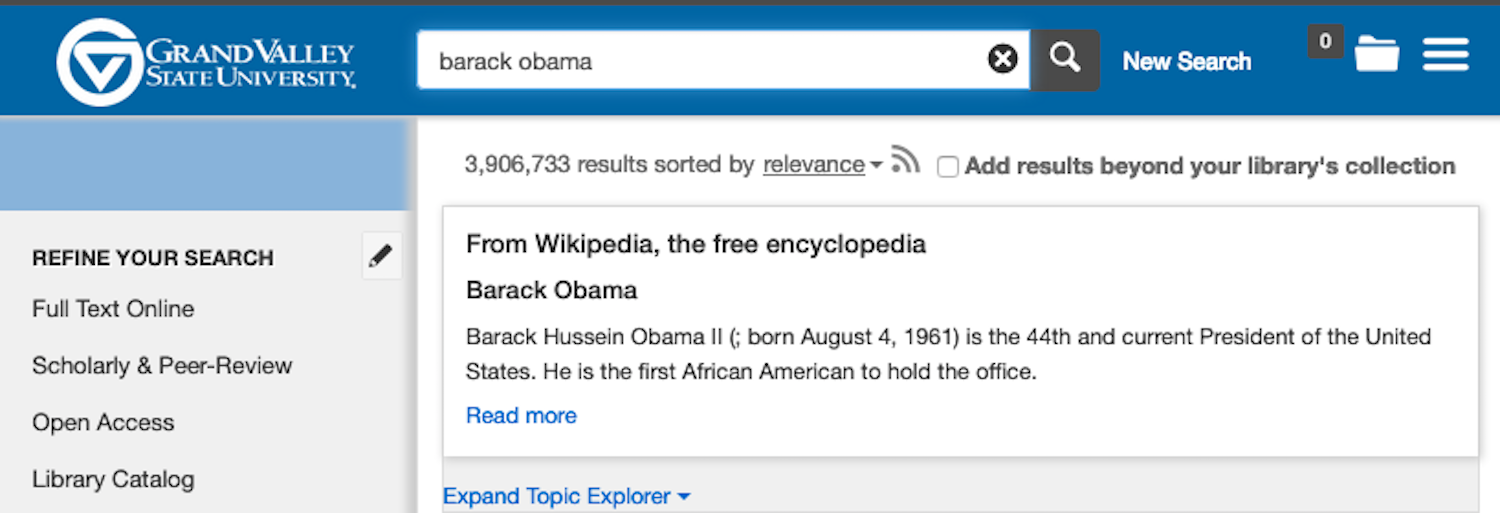 GRAND VALLEY
STATE UNIVERSITY.
barack obama
New Search
0
3,906,733 results sorted by relevance
Add results beyond your library's collection
REFINE YOUR SEARCH
Full Text Online
Scholarly & Peer-Review
Open Access
Library Catalog
From Wikipedia, the free encyclopedia
Barack Obama
Barack Hussein Obama II (; born August 4, 1961) is the 44th and current President of the United
States. He is the first African American to hold the office.
Read more
Expand Topic Explorer